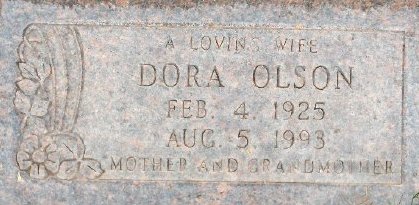 A LOVING WIFE
DORA OLSON
FEB. 4. 1925
AUG. 5. 1993
MOTHER AND GRANDMOTHER